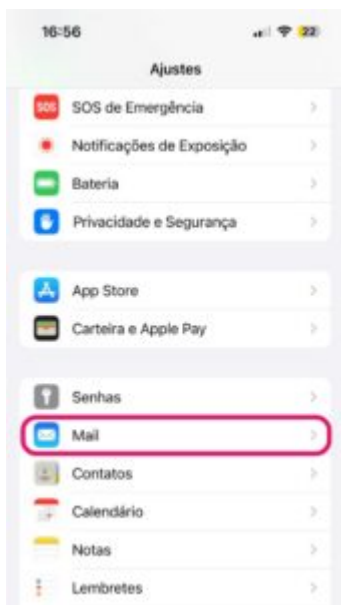 16:56
22
Ajustes
SOS
SOS de Emergência
Notificações de Exposição
Bateria
Privacidade e Segurança
App Store
Carteira e Apple Pay
Senhas
Mail
Contatos
Calendário
Notas
Lembretes